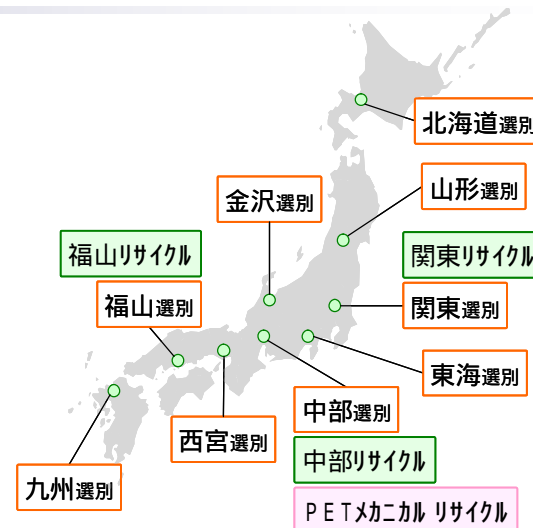 北海道選別
山形選別
金沢選別
福山リサイクル
関東リサイクル
福山選別
関東選別
東海選別
中部選別
西宮選別
中部リサイクル
九州選別
PETメカニカル リサイクル